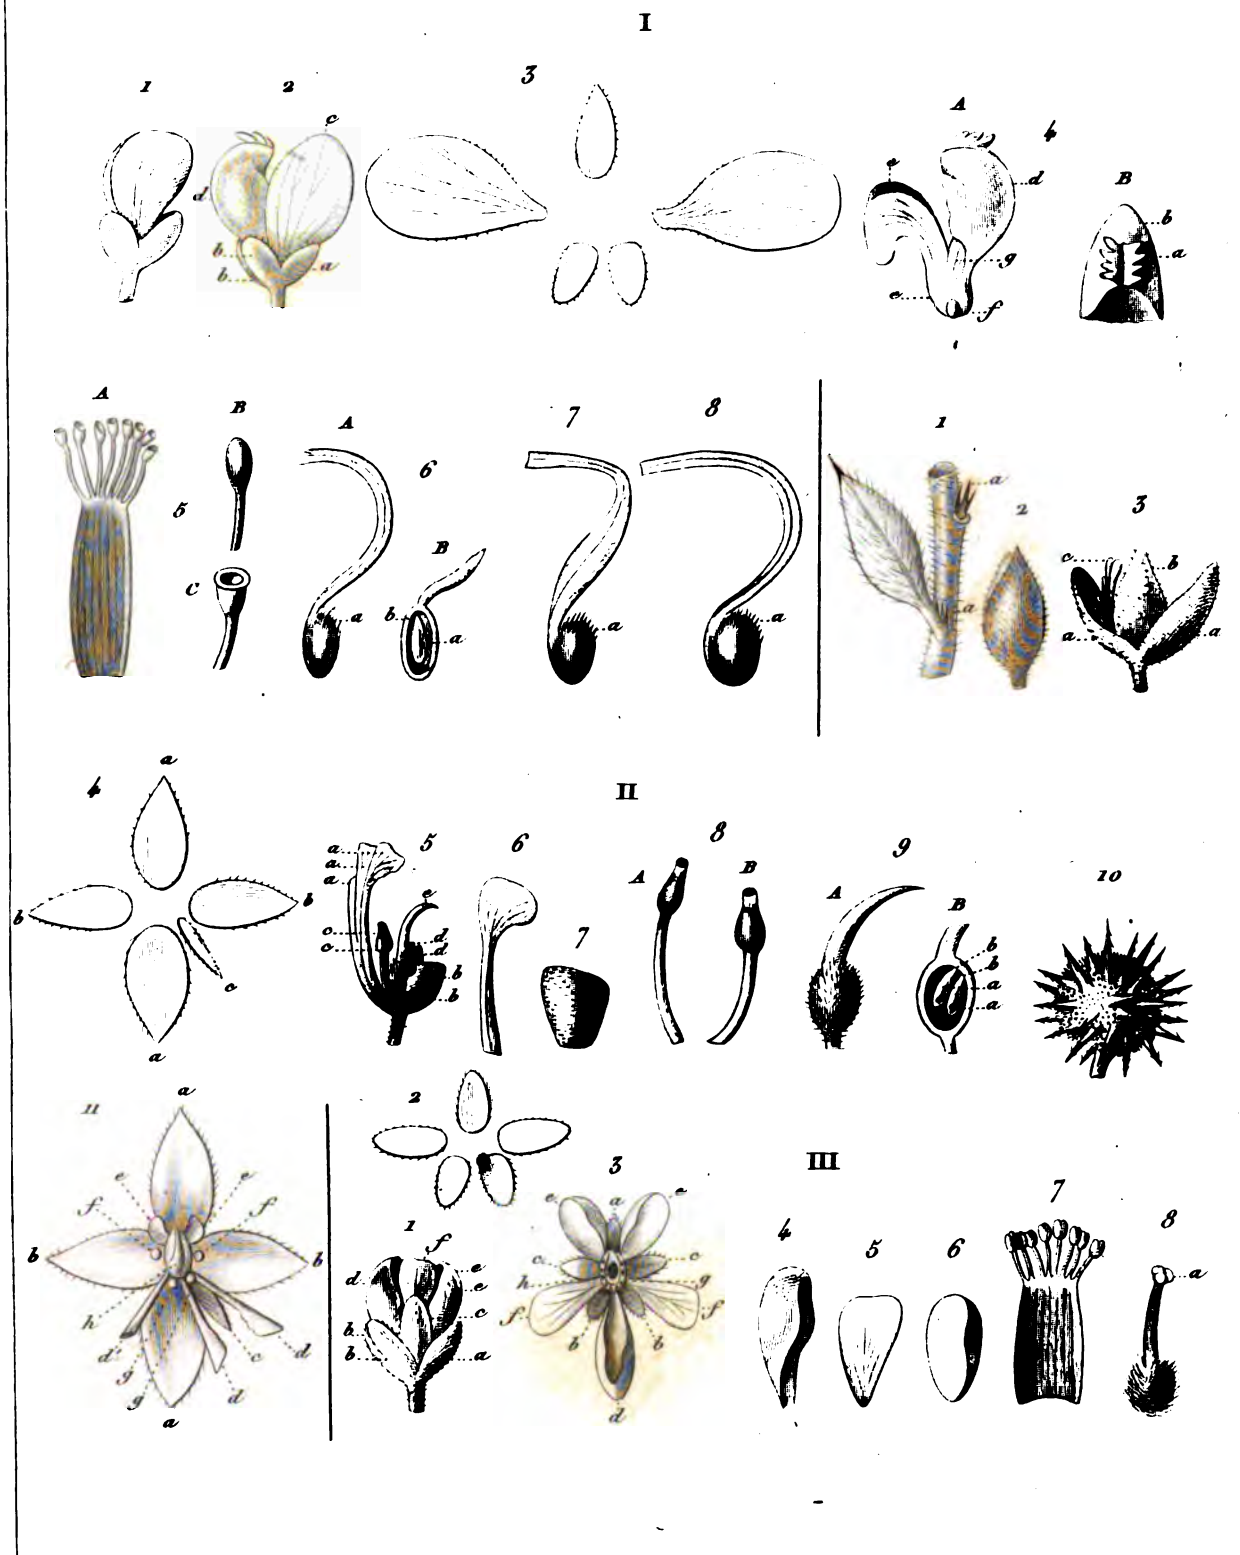 I
1 2 3 A 4
c
d b b a
e d B
b a
g
e f
A B A 7 8 1
5 6 2 3
a
C B c b
a b a a a a a a
4 a II
5 6 8 9 10
a a a A B A B
b b e
c c d d 7 b b
c b b a a
a
11 a 2 III
3 7
e e e a e 4 5 6 8
f f 1 f
b b d e e c c a
h g
c f f
h b b a b b
d g c d
g d d
a